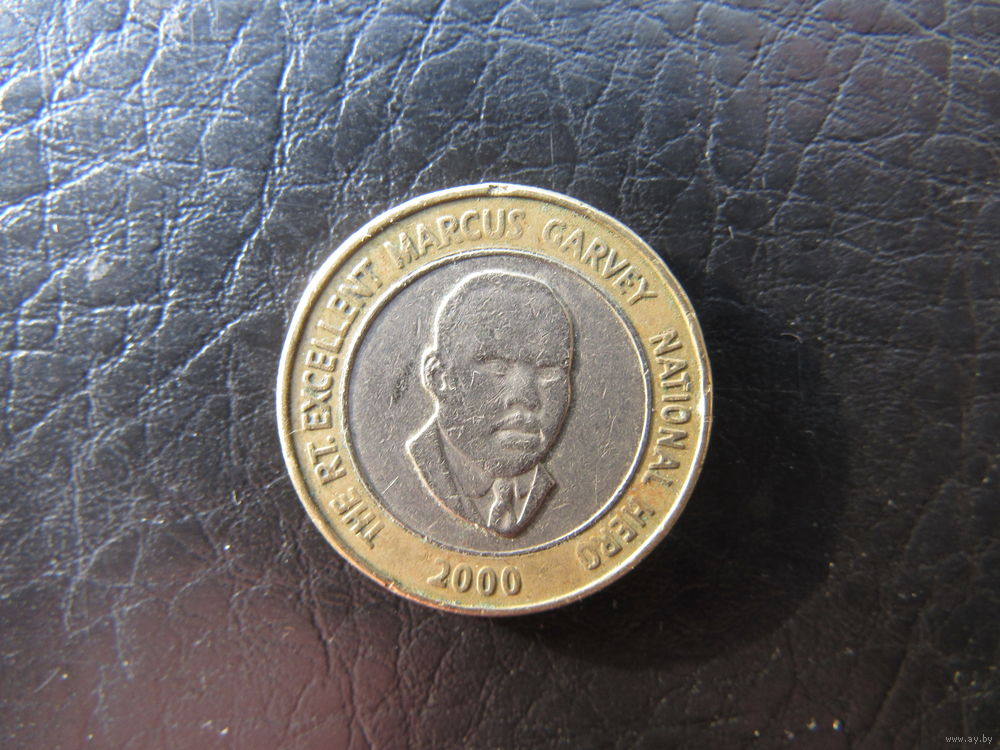 THE RT. EXCELLENT MARCUS GARVEY NATIONAL HERO
2000
www.ay.by